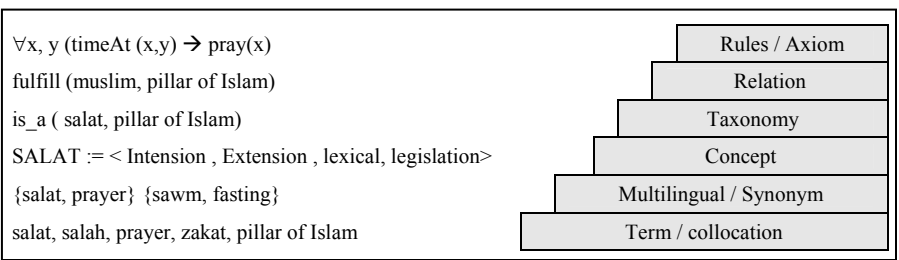 ∀x, y (timeAt (x,y) → pray(x) Rules / Axiom
fulfill (muslim, pillar of Islam) Relation
is_a ( salat, pillar of Islam) Taxonomy
SALAT := < Intension , Extension , lexical, legislation> Concept
{salat, prayer} {sawm, fasting} Multilingual / Synonym
salat, salah, prayer, zakat, pillar of Islam Term / collocation